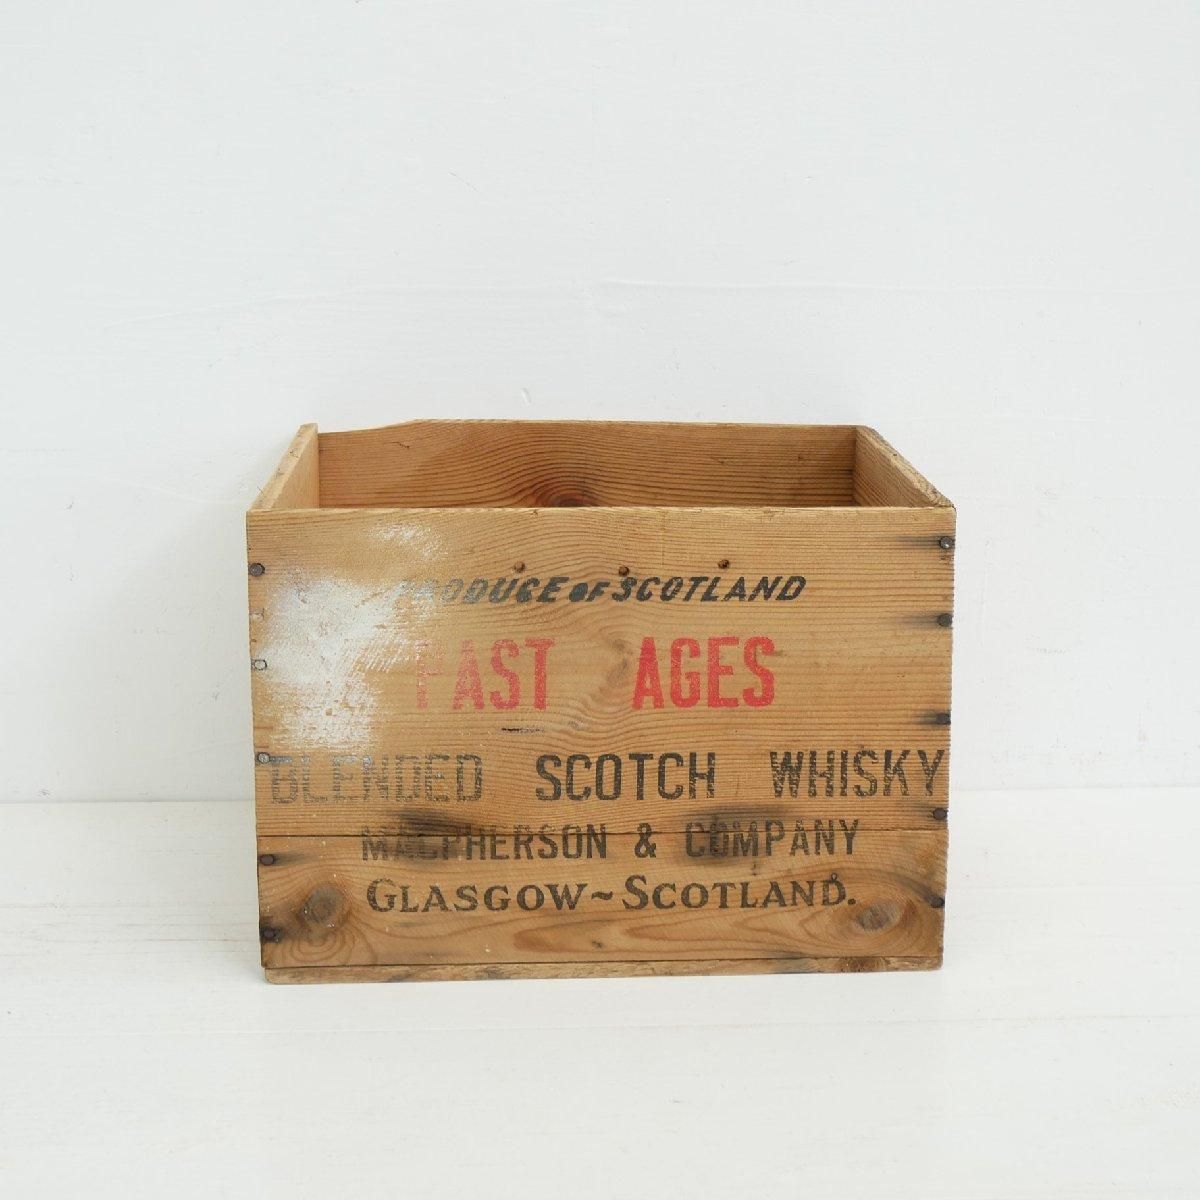 PRODUCE OF SCOTLAND
PAST AGES
BLENDED SCOTCH WHISKY
MACPHERSON & COMPANY
GLASGOW~SCOTLAND.